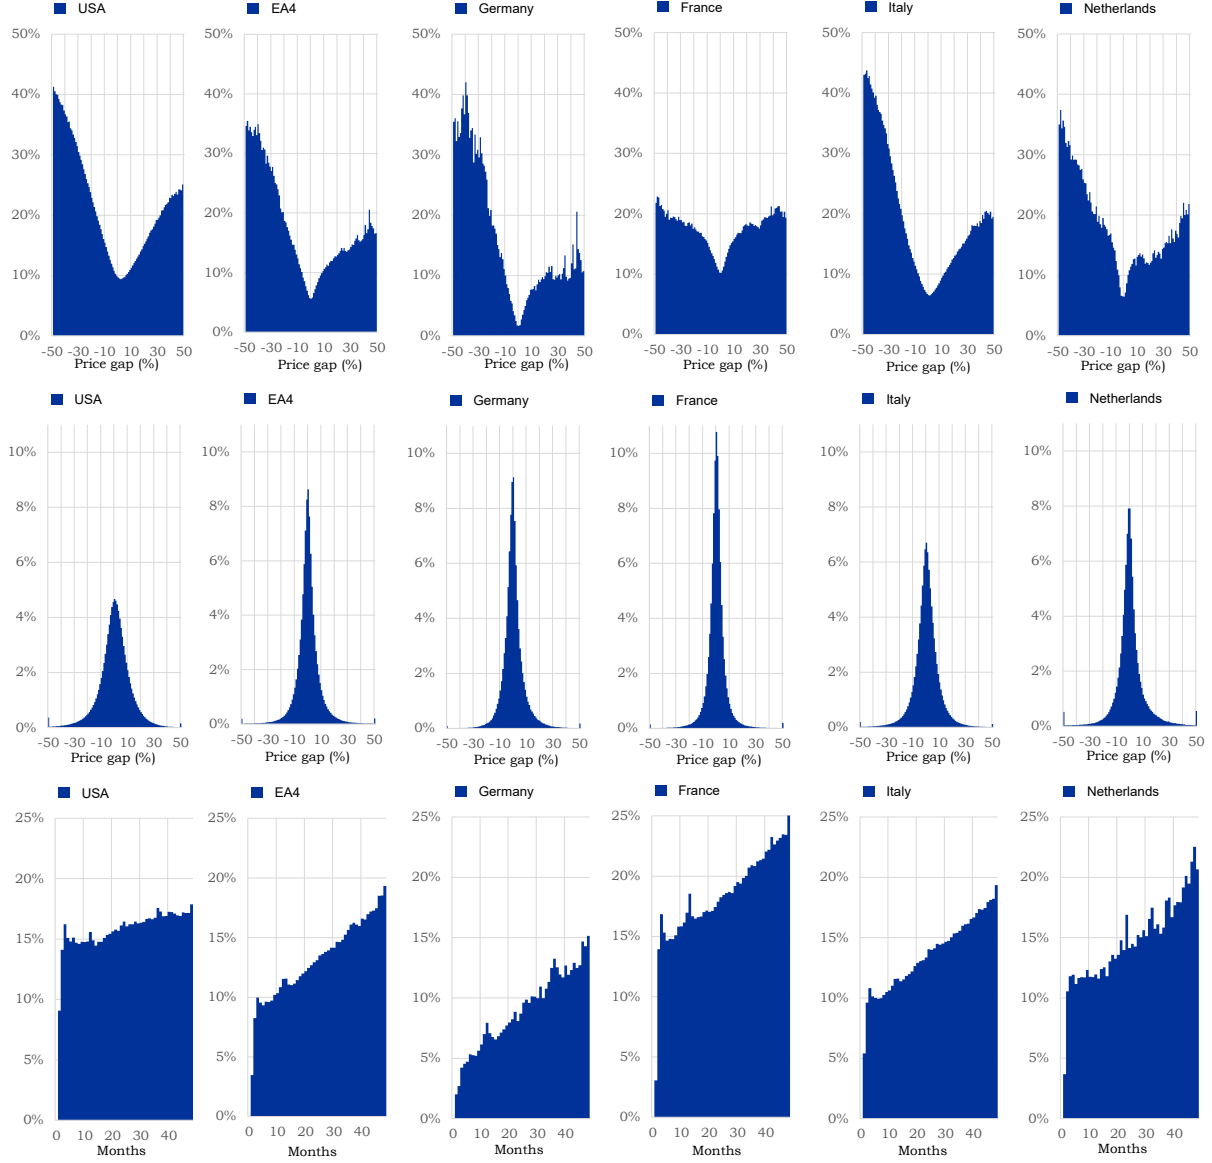 USA EA4 Germany France Italy Netherlands
50% 50% 50% 50% 50% 50%
40% 40% 40% 40% 40% 40%
30% 30% 30% 30% 30% 30%
20% 20% 20% 20% 20% 20%
10% 10% 10% 10% 10% 10%
0% 0% 0% 0% 0% 0%
-50 -30 -10 10 30 50 -50 -30 -10 10 30 50 -50 -30 -10 10 30 50 -50 -30 -10 10 30 50 -50 -30 -10 10 30 50 -50 -30 -10 10 30 50
Price gap (%) Price gap (%) Price gap (%) Price gap (%) Price gap (%) Price gap (%)
USA EA4 Germany France Italy Netherlands
10% 10% 10% 10% 10% 10%
8% 8% 8% 8% 8% 8%
6% 6% 6% 6% 6% 6%
4% 4% 4% 4% 4% 4%
2% 2% 2% 2% 2% 2%
0% 0% 0% 0% 0% 0%
-50 -30 -10 10 30 50 -50 -30 -10 10 30 50 -50 -30 -10 10 30 50 -50 -30 -10 10 30 50 -50 -30 -10 10 30 50 -50 -30 -10 10 30 50
Price gap (%) Price gap (%) Price gap (%) Price gap (%) Price gap (%) Price gap (%)
USA EA4 Germany France Italy Netherlands
25% 25% 25% 25% 25% 25%
20% 20% 20% 20% 20% 20%
15% 15% 15% 15% 15% 15%
10% 10% 10% 10% 10% 10%
5% 5% 5% 5% 5% 5%
0% 0% 0% 0% 0% 0%
0 10 20 30 40 0 10 20 30 40 0 10 20 30 40 0 10 20 30 40 0 10 20 30 40 0 10 20 30 40
Months Months Months Months Months Months